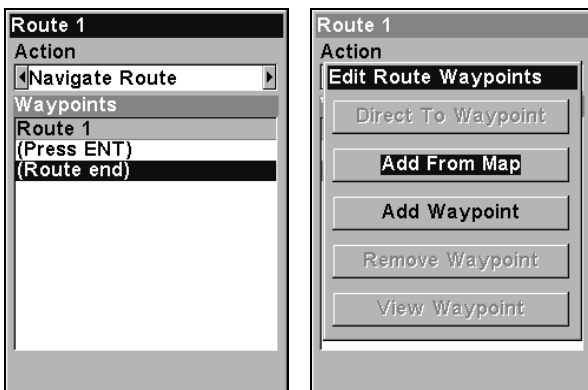 Route 1
Action
Navigate Route
Waypoints
Route 1
(Press ENT)
(Route end)
Route 1
Action
Edit Route Waypoints
Direct To Waypoint
Add From Map
Add Waypoint
Remove Waypoint
View Waypoint